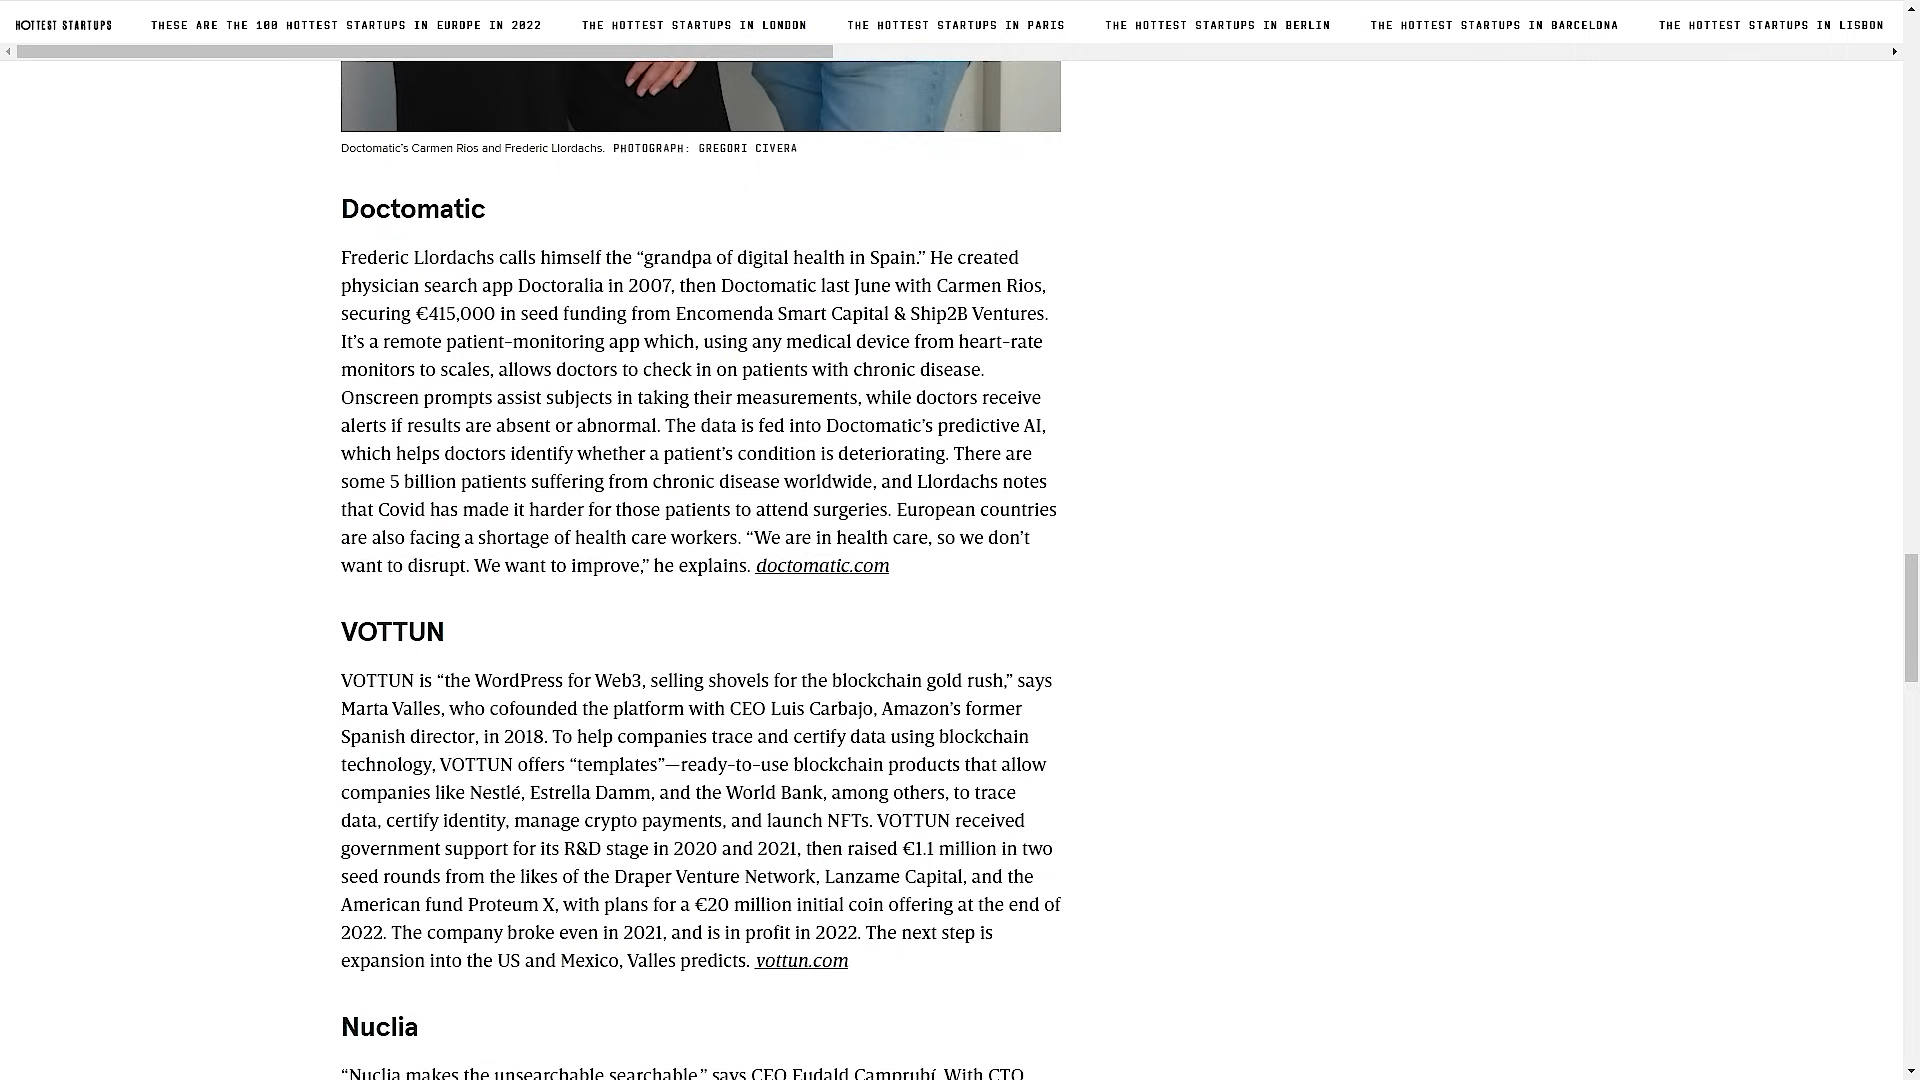 HOTTEST STARTUPS THESE ARE THE 100 HOTTEST STARTUPS IN EUROPE IN 2022 THE HOTTEST STARTUPS IN LONDON THE HOTTEST STARTUPS IN PARIS THE HOTTEST STARTUPS IN BERLIN THE HOTTEST STARTUPS IN BARCELONA THE HOTTEST STARTUPS IN LISBON
Doctomatic's Carmen Rios and Frederic Llordachs. PHOTOGRAPH: GREGORI CIVERA
Doctomatic
Frederic Llordachs calls himself the “grandpa of digital health in Spain.” He created
physician search app Doctoralia in 2007, then Doctomatic last June with Carmen Rios,
securing €415,000 in seed funding from Encomenda Smart Capital & Ship2B Ventures.
It’s a remote patient-monitoring app which, using any medical device from heart-rate
monitors to scales, allows doctors to check in on patients with chronic disease.
Onscreen prompts assist subjects in taking their measurements, while doctors receive
alerts if results are absent or abnormal. The data is fed into Doctomatic’s predictive AI,
which helps doctors identify whether a patient’s condition is deteriorating. There are
some 5 billion patients suffering from chronic disease worldwide, and Llordachs notes
that Covid has made it harder for those patients to attend surgeries. European countries
are also facing a shortage of health care workers. “We are in health care, so we don’t
want to disrupt. We want to improve,” he explains. doctomatic.com
VOTTUN
VOTTUN is “the WordPress for Web3, selling shovels for the blockchain gold rush,” says
Marta Valles, who cofounded the platform with CEO Luis Carbajo, Amazon’s former
Spanish director, in 2018. To help companies trace and certify data using blockchain
technology, VOTTUN offers “templates”—ready-to-use blockchain products that allow
companies like Nestlé, Estrella Damm, and the World Bank, among others, to trace
data, certify identity, manage crypto payments, and launch NFTs. VOTTUN received
government support for its R&D stage in 2020 and 2021, then raised €1.1 million in two
seed rounds from the likes of the Draper Venture Network, Lanzame Capital, and the
American fund Proteum X, with plans for a €20 million initial coin offering at the end of
2022. The company broke even in 2021, and is in profit in 2022. The next step is
expansion into the US and Mexico, Valles predicts. vottun.com
Nuclia
“Nuclia makes the unsearchable searchable,” says CEO Eudald Camprubí. With CTO